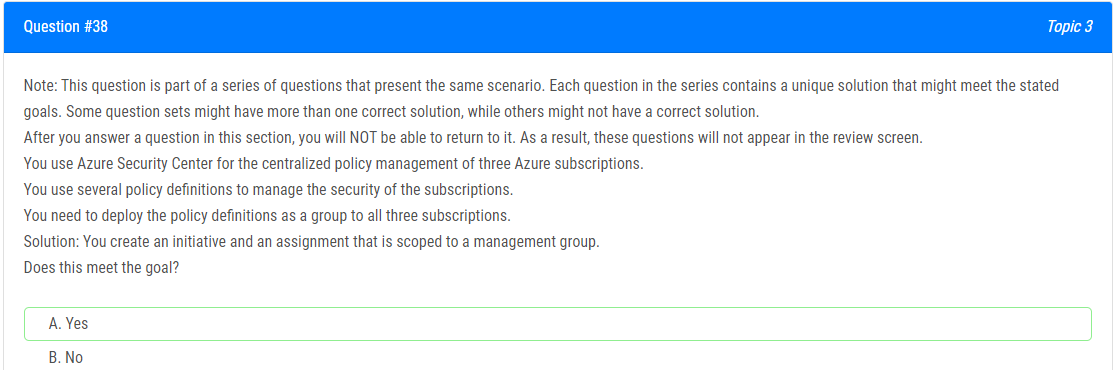 Question #38
Topic 3
Note: This question is part of a series of questions that present the same scenario. Each question in the series contains a unique solution that might meet the stated
goals. Some question sets might have more than one correct solution, while others might not have a correct solution.
After you answer a question in this section, you will NOT be able to return to it. As a result, these questions will not appear in the review screen.
You use Azure Security Center for the centralized policy management of three Azure subscriptions.
You use several policy definitions to manage the security of the subscriptions.
You need to deploy the policy definitions as a group to all three subscriptions.
Solution: You create an initiative and an assignment that is scoped to a management group.
Does this meet the goal?
A. Yes
B. No